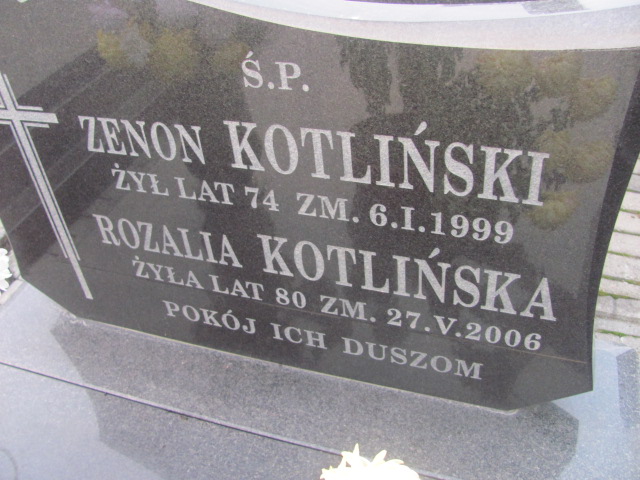 Ś.P.
ZENON KOTLIŃSKI
ŻYŁ LAT 74 ZM. 6.I.1999
ROZALIA KOTLIŃSKA
ŻYŁA LAT 80 ZM. 27.V.2006
POKÓJ ICH DUSZOM